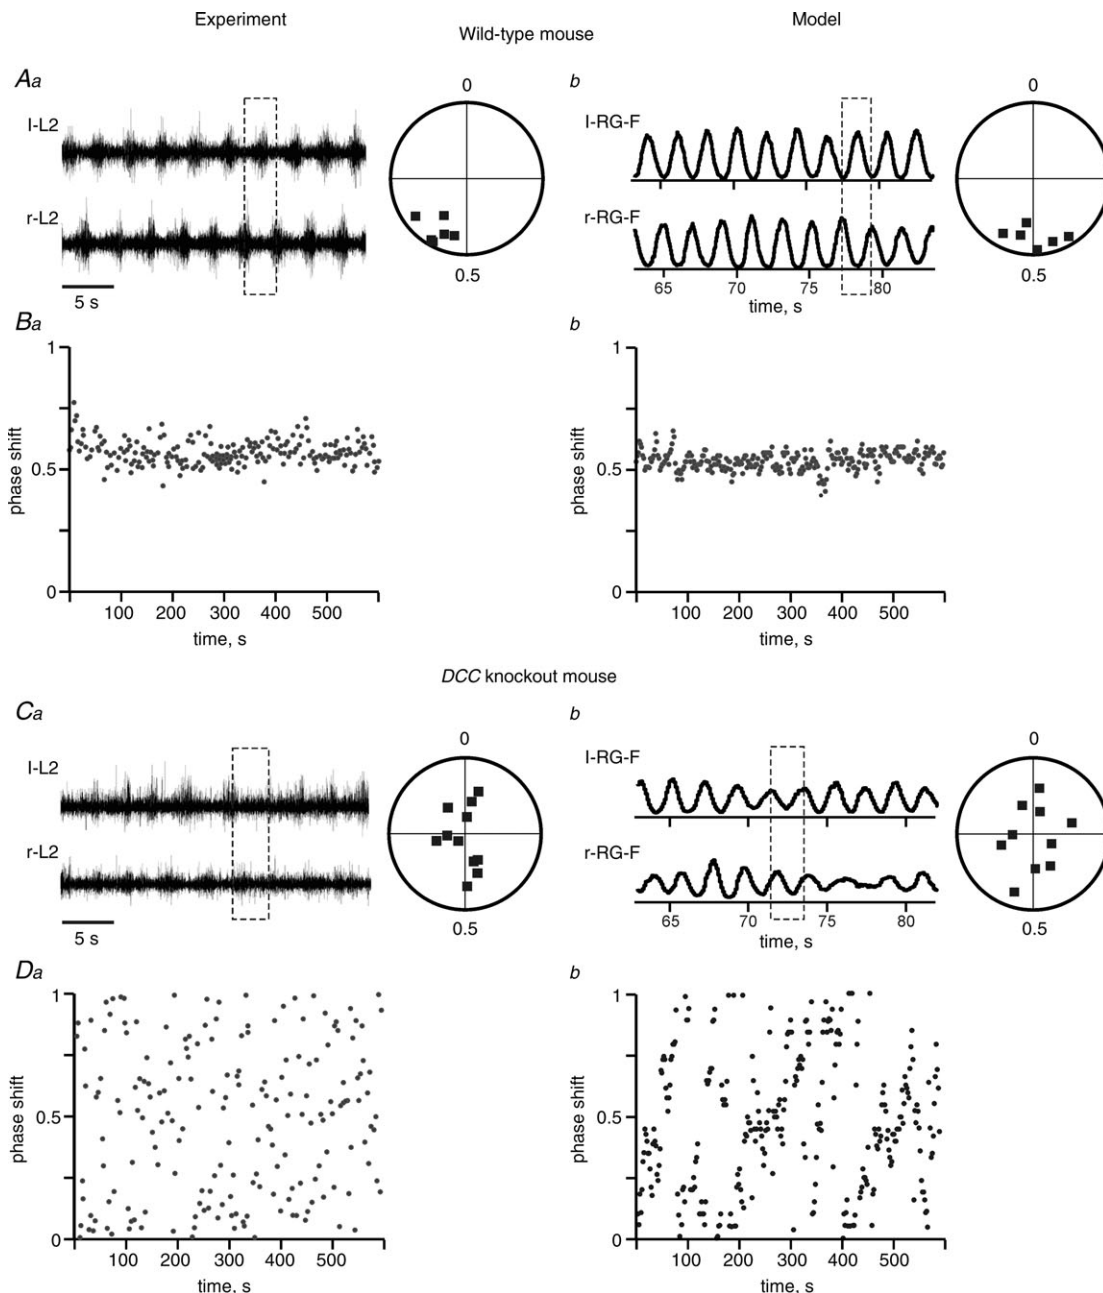 Experiment
Model
Wild-type mouse
Aa
l-L2
r-L2
5 s
0
0.5
b
l-RG-F
r-RG-F
65 70 75 80
time, s
0
0.5
Ba
phase shift
1
0.5
0
100 200 300 400 500
time, s
b
phase shift
1
0.5
0
100 200 300 400 500
time, s
DCC knockout mouse
Ca
l-L2
r-L2
5 s
0
0.5
b
l-RG-F
r-RG-F
65 70 75 80
time, s
0
0.5
Da
phase shift
1
0.5
0
100 200 300 400 500
time, s
b
phase shift
1
0.5
0
100 200 300 400 500
time, s